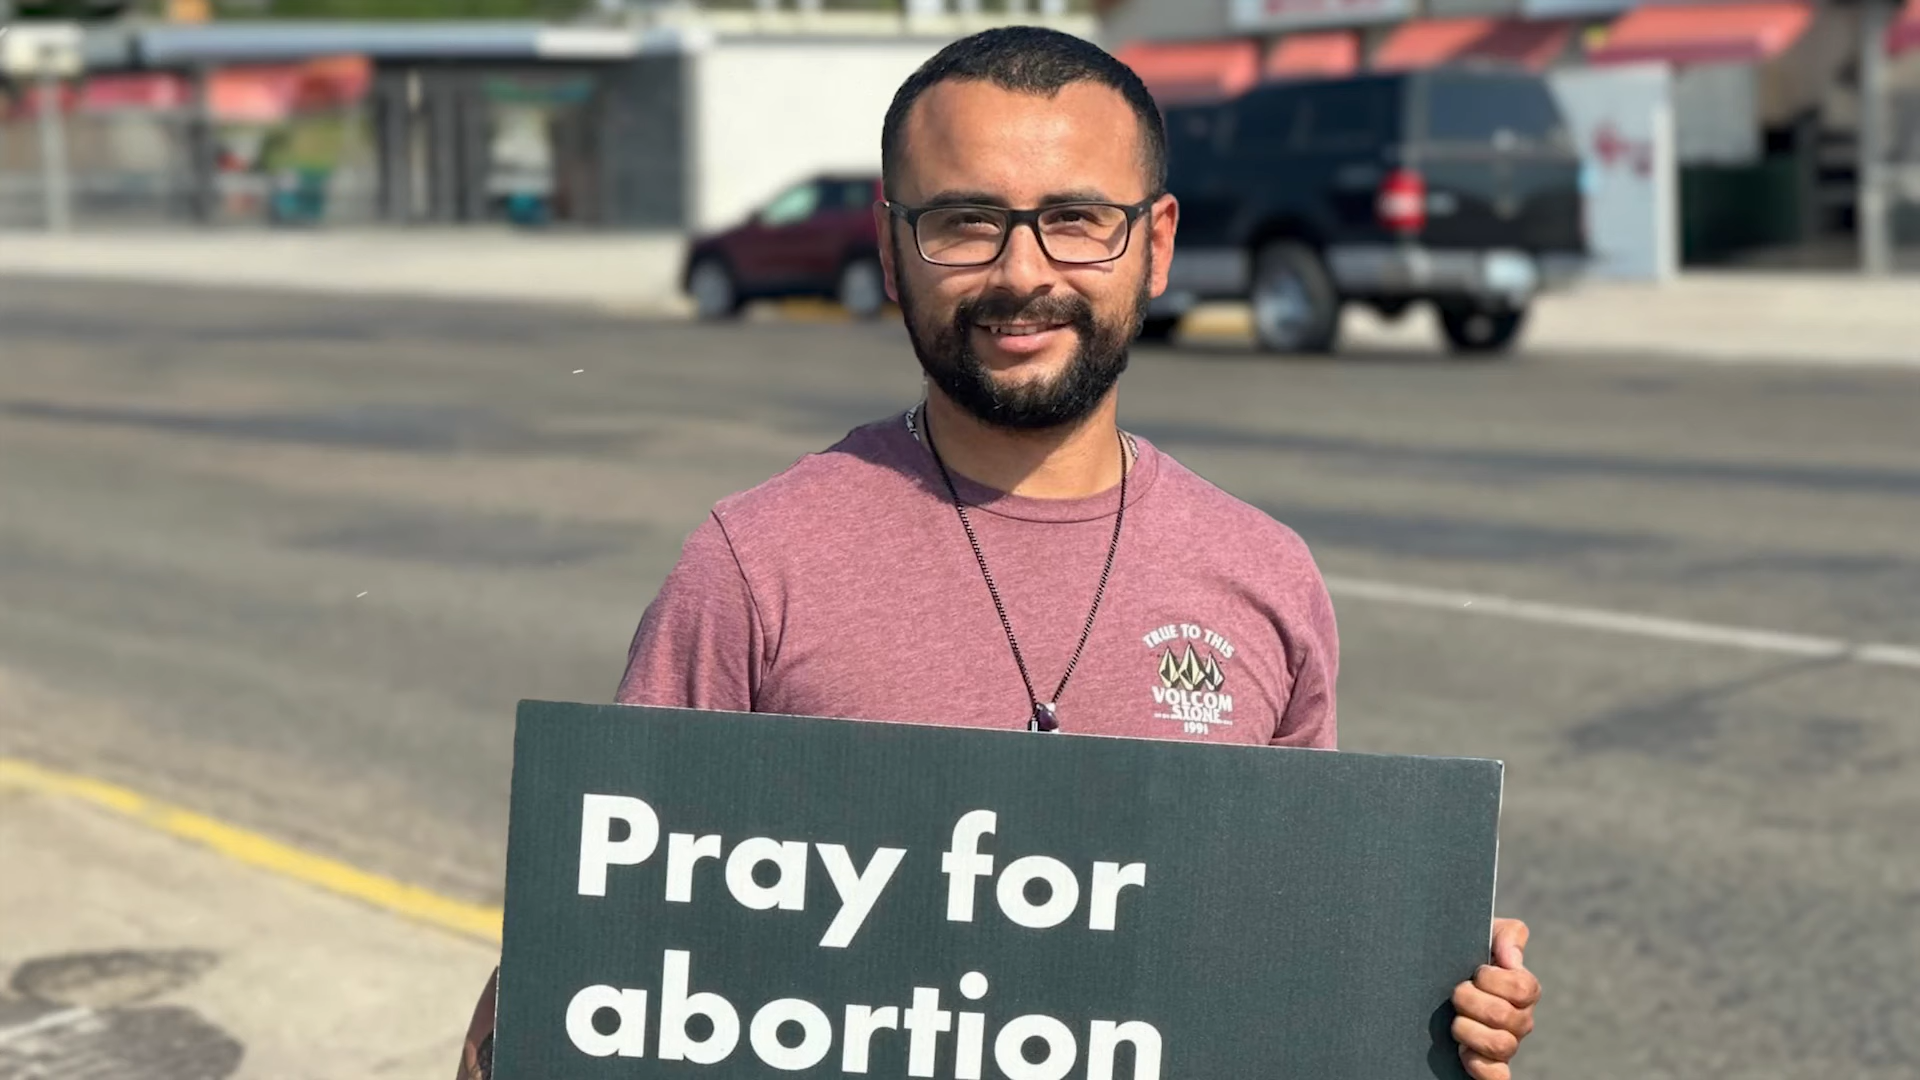 TRUE TO THIS
VOLCOM
STONE
1991
Pray for
abortion